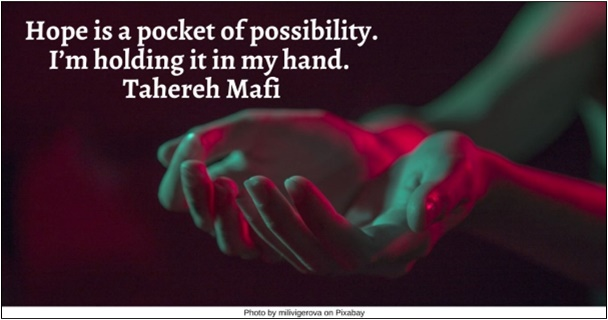 Hope is a pocket of possibility.
I’m holding it in my hand.
Tahereh Mafi
Photo by milivigerova on Pixabay